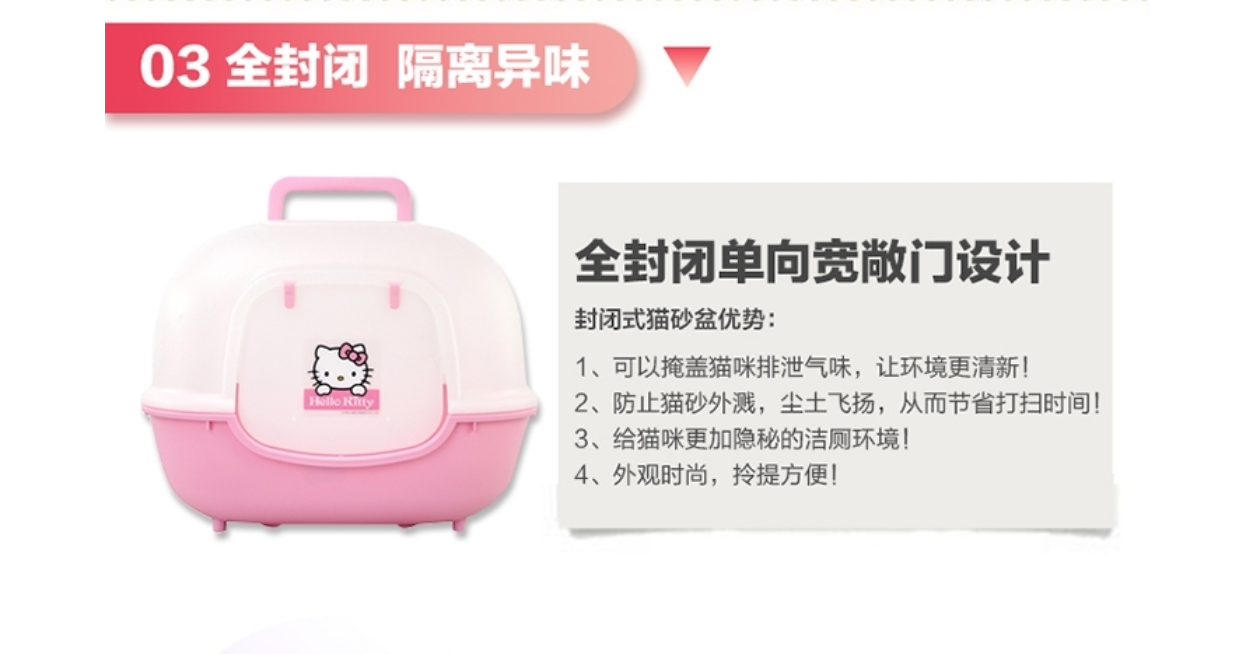 03 全封闭 隔离异味
全封闭单向宽敞门设计
封闭式猫砂盆优势：
1、可以掩盖猫咪排泄气味，让环境更清新！
2、防止猫砂外溅，尘土飞扬，从而节省打扫时间！
3、给猫咪更加隐秘的洁厕环境！
4、外观时尚，拎提方便！
Hello Kitty